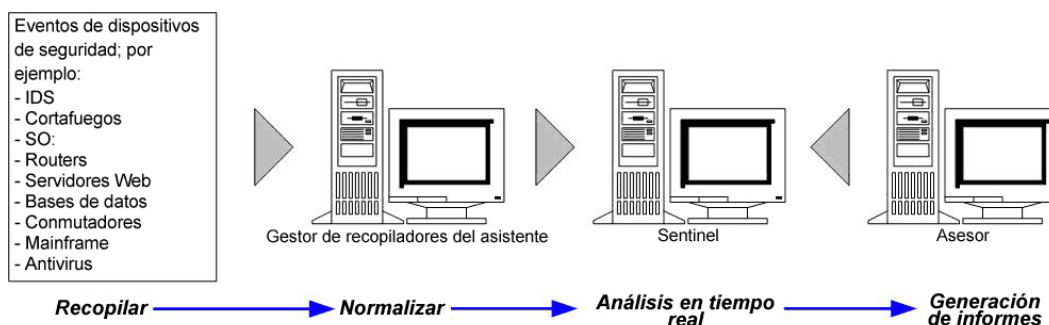 Eventos de dispositivos
de seguridad; por
ejemplo:
- IDS
- Cortafuegos
- SO:
- Routers
- Servidores Web
- Bases de datos
- Conmutadores
- Mainframe
- Antivirus
Gestor de recopiladores del asistente
Sentinel
Asesor
Recopilar
Normalizar
Análisis en tiempo
real
Generación
de informes